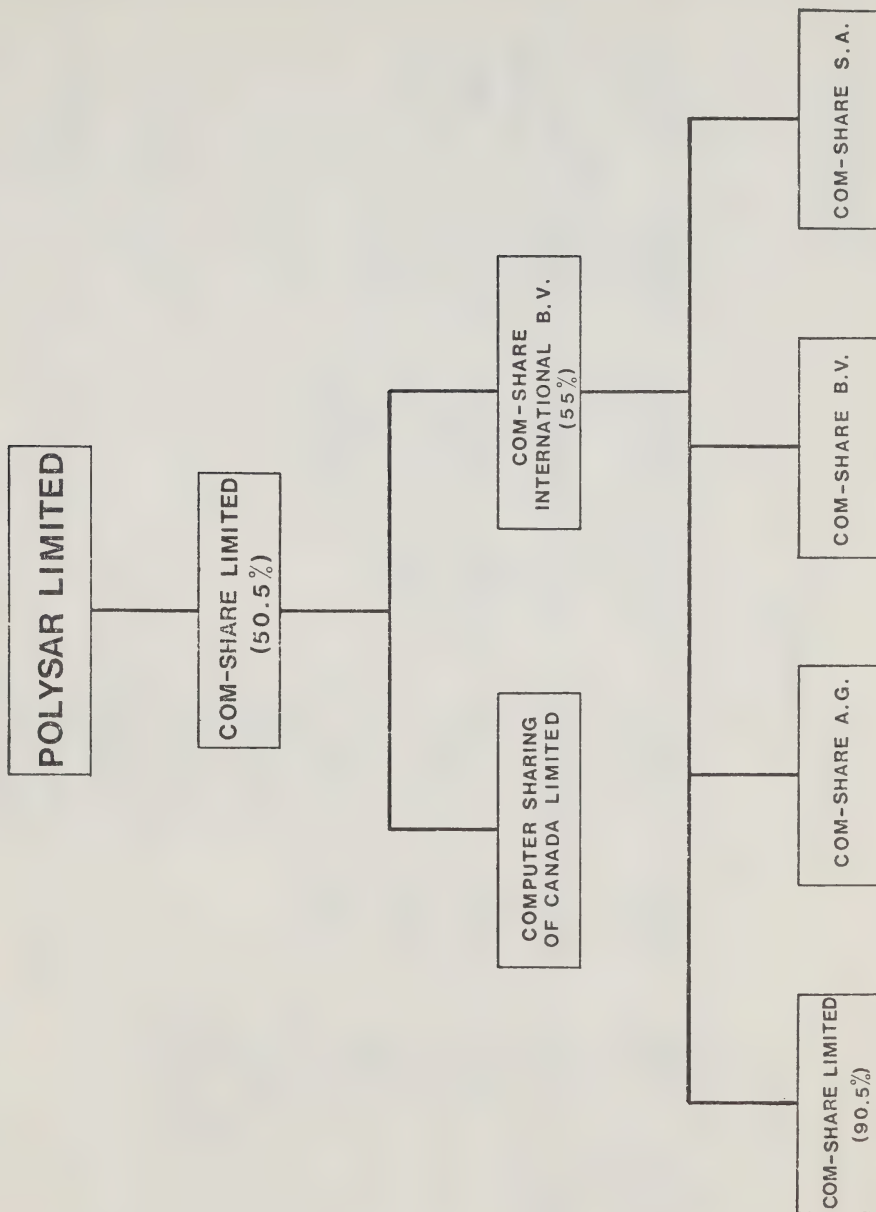 POLYSAR LIMITED
COM-SHARE LIMITED
(50.5%)
COMPUTER SHARING
OF CANADA LIMITED
COM-SHARE
INTERNATIONAL B.V.
(55%)
COM-SHARE LIMITED
(90.5%)
COM-SHARE A.G.
COM-SHARE B.V.
COM-SHARE S.A.